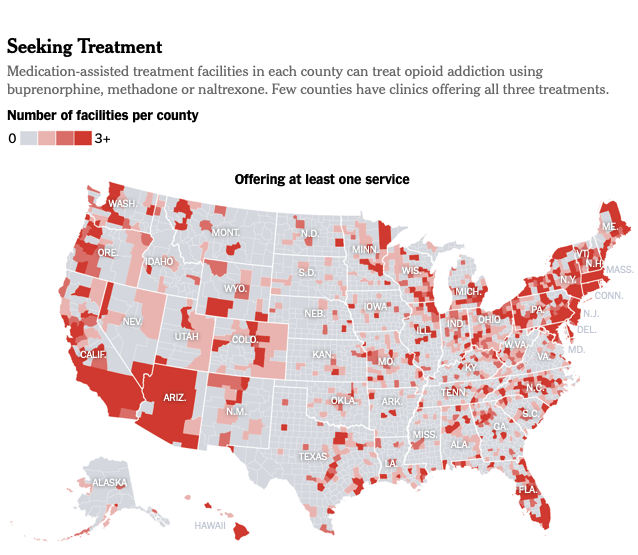 Seeking Treatment
Medication-assisted treatment facilities in each county can treat opioid addiction using
buprenorphine, methadone or naltrexone. Few counties have clinics offering all three treatments.
Number of facilities per county
0 3+
Offering at least one service
WASH.
MONT.
N.D.
MINN.
ME.
ORE.
IDAHO
WIS.
VT.
N.H.
MASS.
S.D.
WYO.
MICH.
N.Y.
CONN.
NEB.
IOWA
PA.
N.J.
NEV.
UTAH
COLO.
ILL.
IND.
OHIO
DEL.
CALIF.
KAN.
MO.
W.VA.
VA.
MD.
KY.
ARIZ.
N.M.
OKLA.
ARK.
TENN.
N.C.
S.C.
TEXAS
LA.
MISS.
ALA.
GA.
ALASKA
FLA.
HAWAII